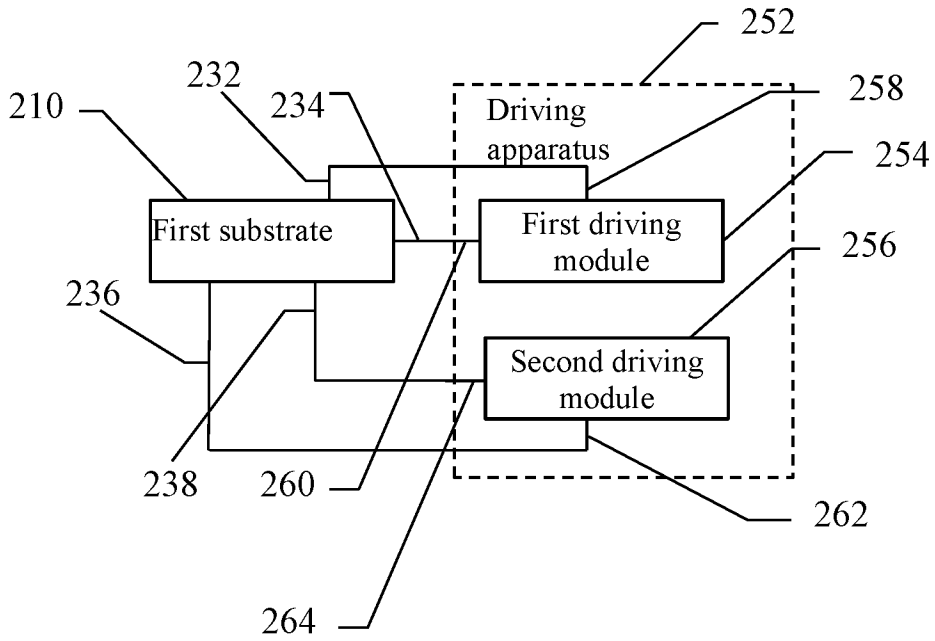 252
232
234
258
210
Driving
apparatus
254
First substrate
First driving
module
256
236
Second driving
module
238
260
262
264